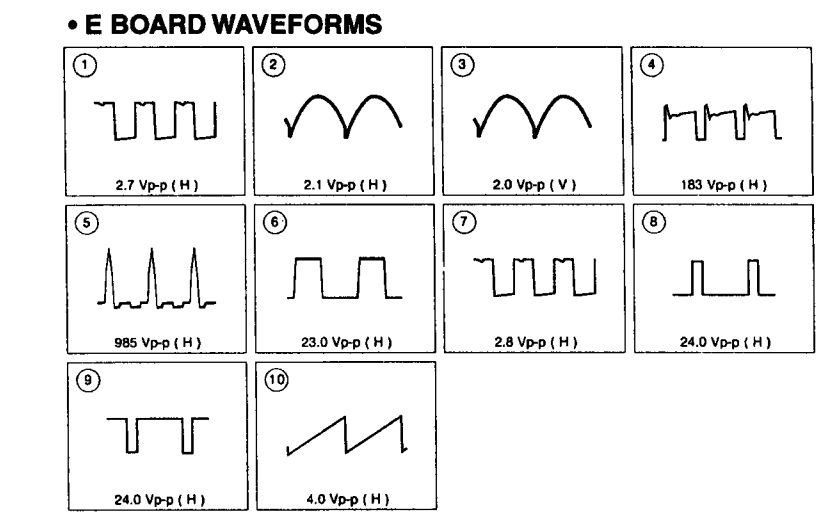 • E BOARD WAVEFORMS
1 2 3 4
2.7 Vp-p ( H ) 2.1 Vp-p ( H ) 2.0 Vp-p ( V ) 183 Vp-p ( H )
5 6 7 8
985 Vp-p ( H ) 23.0 Vp-p ( H ) 2.8 Vp-p ( H ) 24.0 Vp-p ( H )
9 10
24.0 Vp-p ( H ) 4.0 Vp-p ( H )